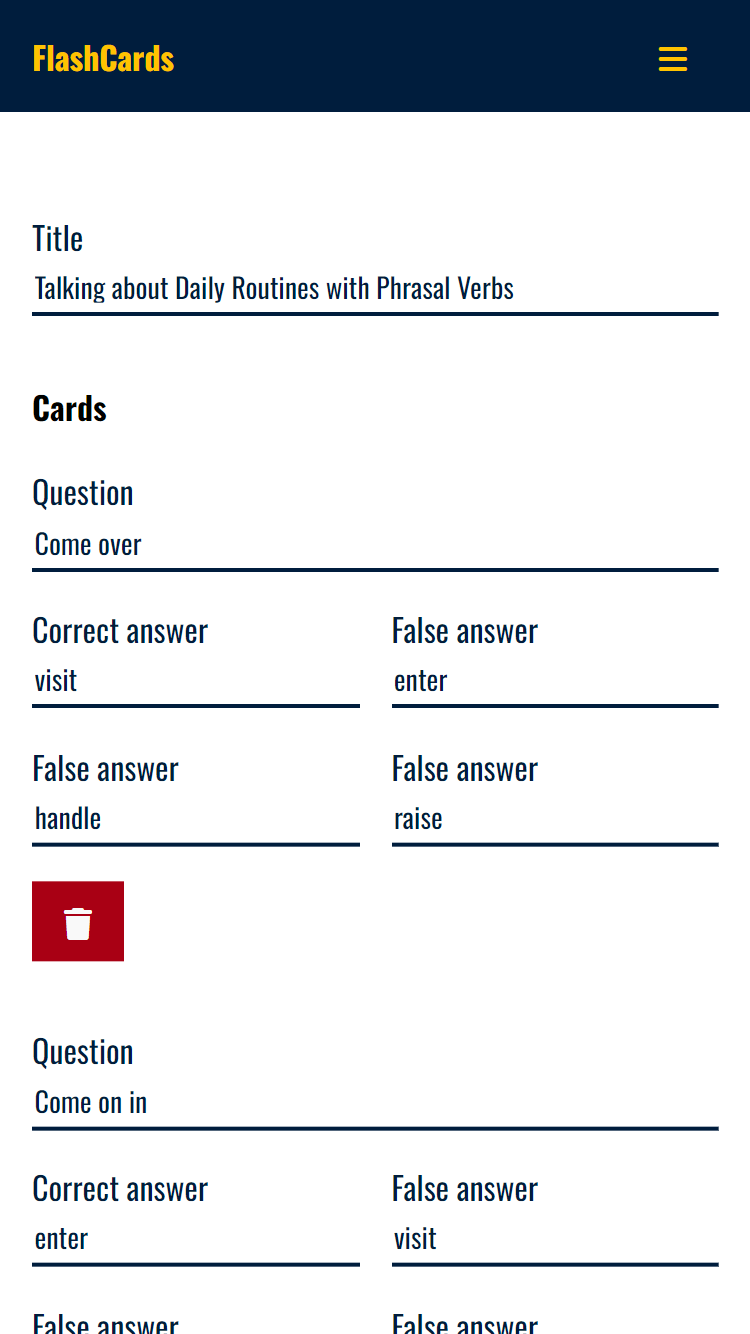 FlashCards
Title
Talking about Daily Routines with Phrasal Verbs
Cards
Question
Come over
Correct answer
False answer
visit
enter
False answer
False answer
handle
raise
Question
Come on in
Correct answer
False answer
enter
visit
False answer
False answer